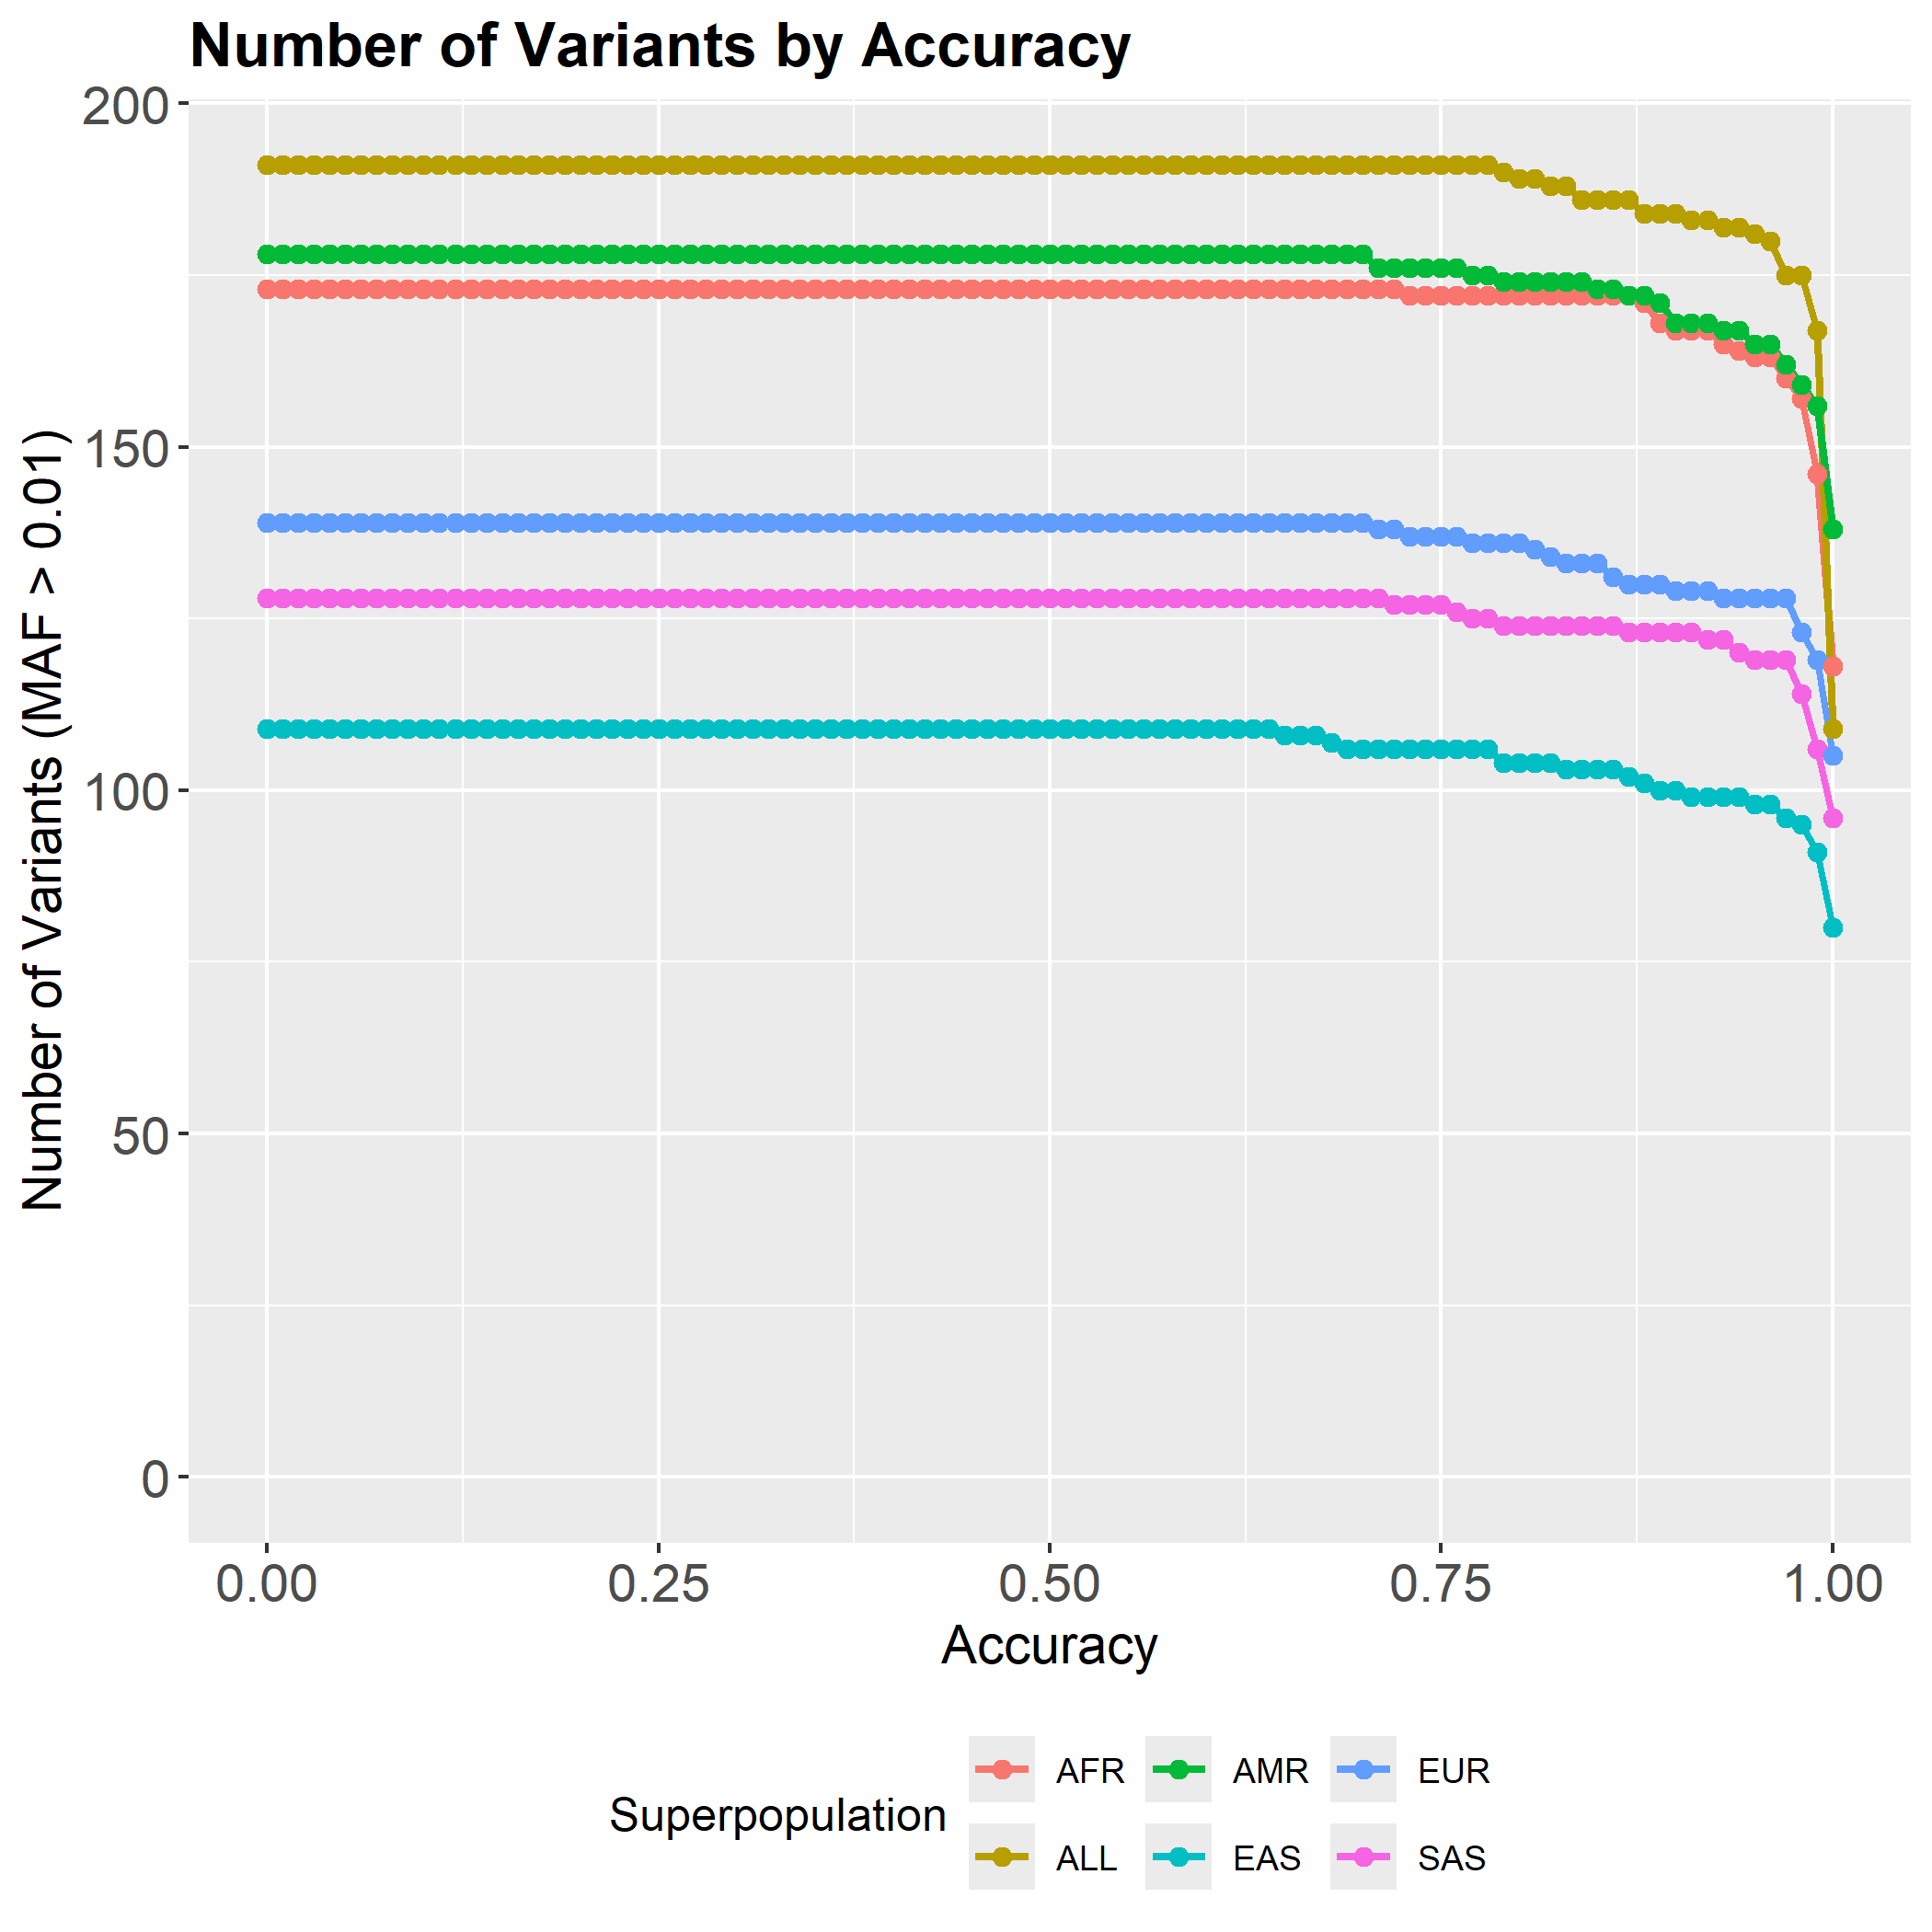 Number of Variants by Accuracy
200
150
100
50
0
Number of Variants (MAF > 0.01)
0.00 0.25 0.50 0.75 1.00
Accuracy
Superpopulation
AFR AMR EUR
ALL EAS SAS